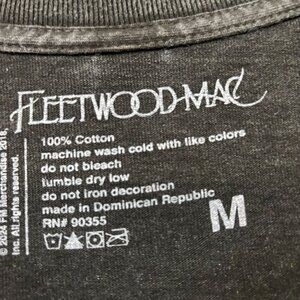 FLEETWOOD MAC
100% Cotton
machine wash cold with like colors
do not bleach
tumble dry low
do not iron decoration
made in Dominican Republic
RN# 90355
M
© 2024 FM Merchandise 2018,
Inc. All rights reserved.